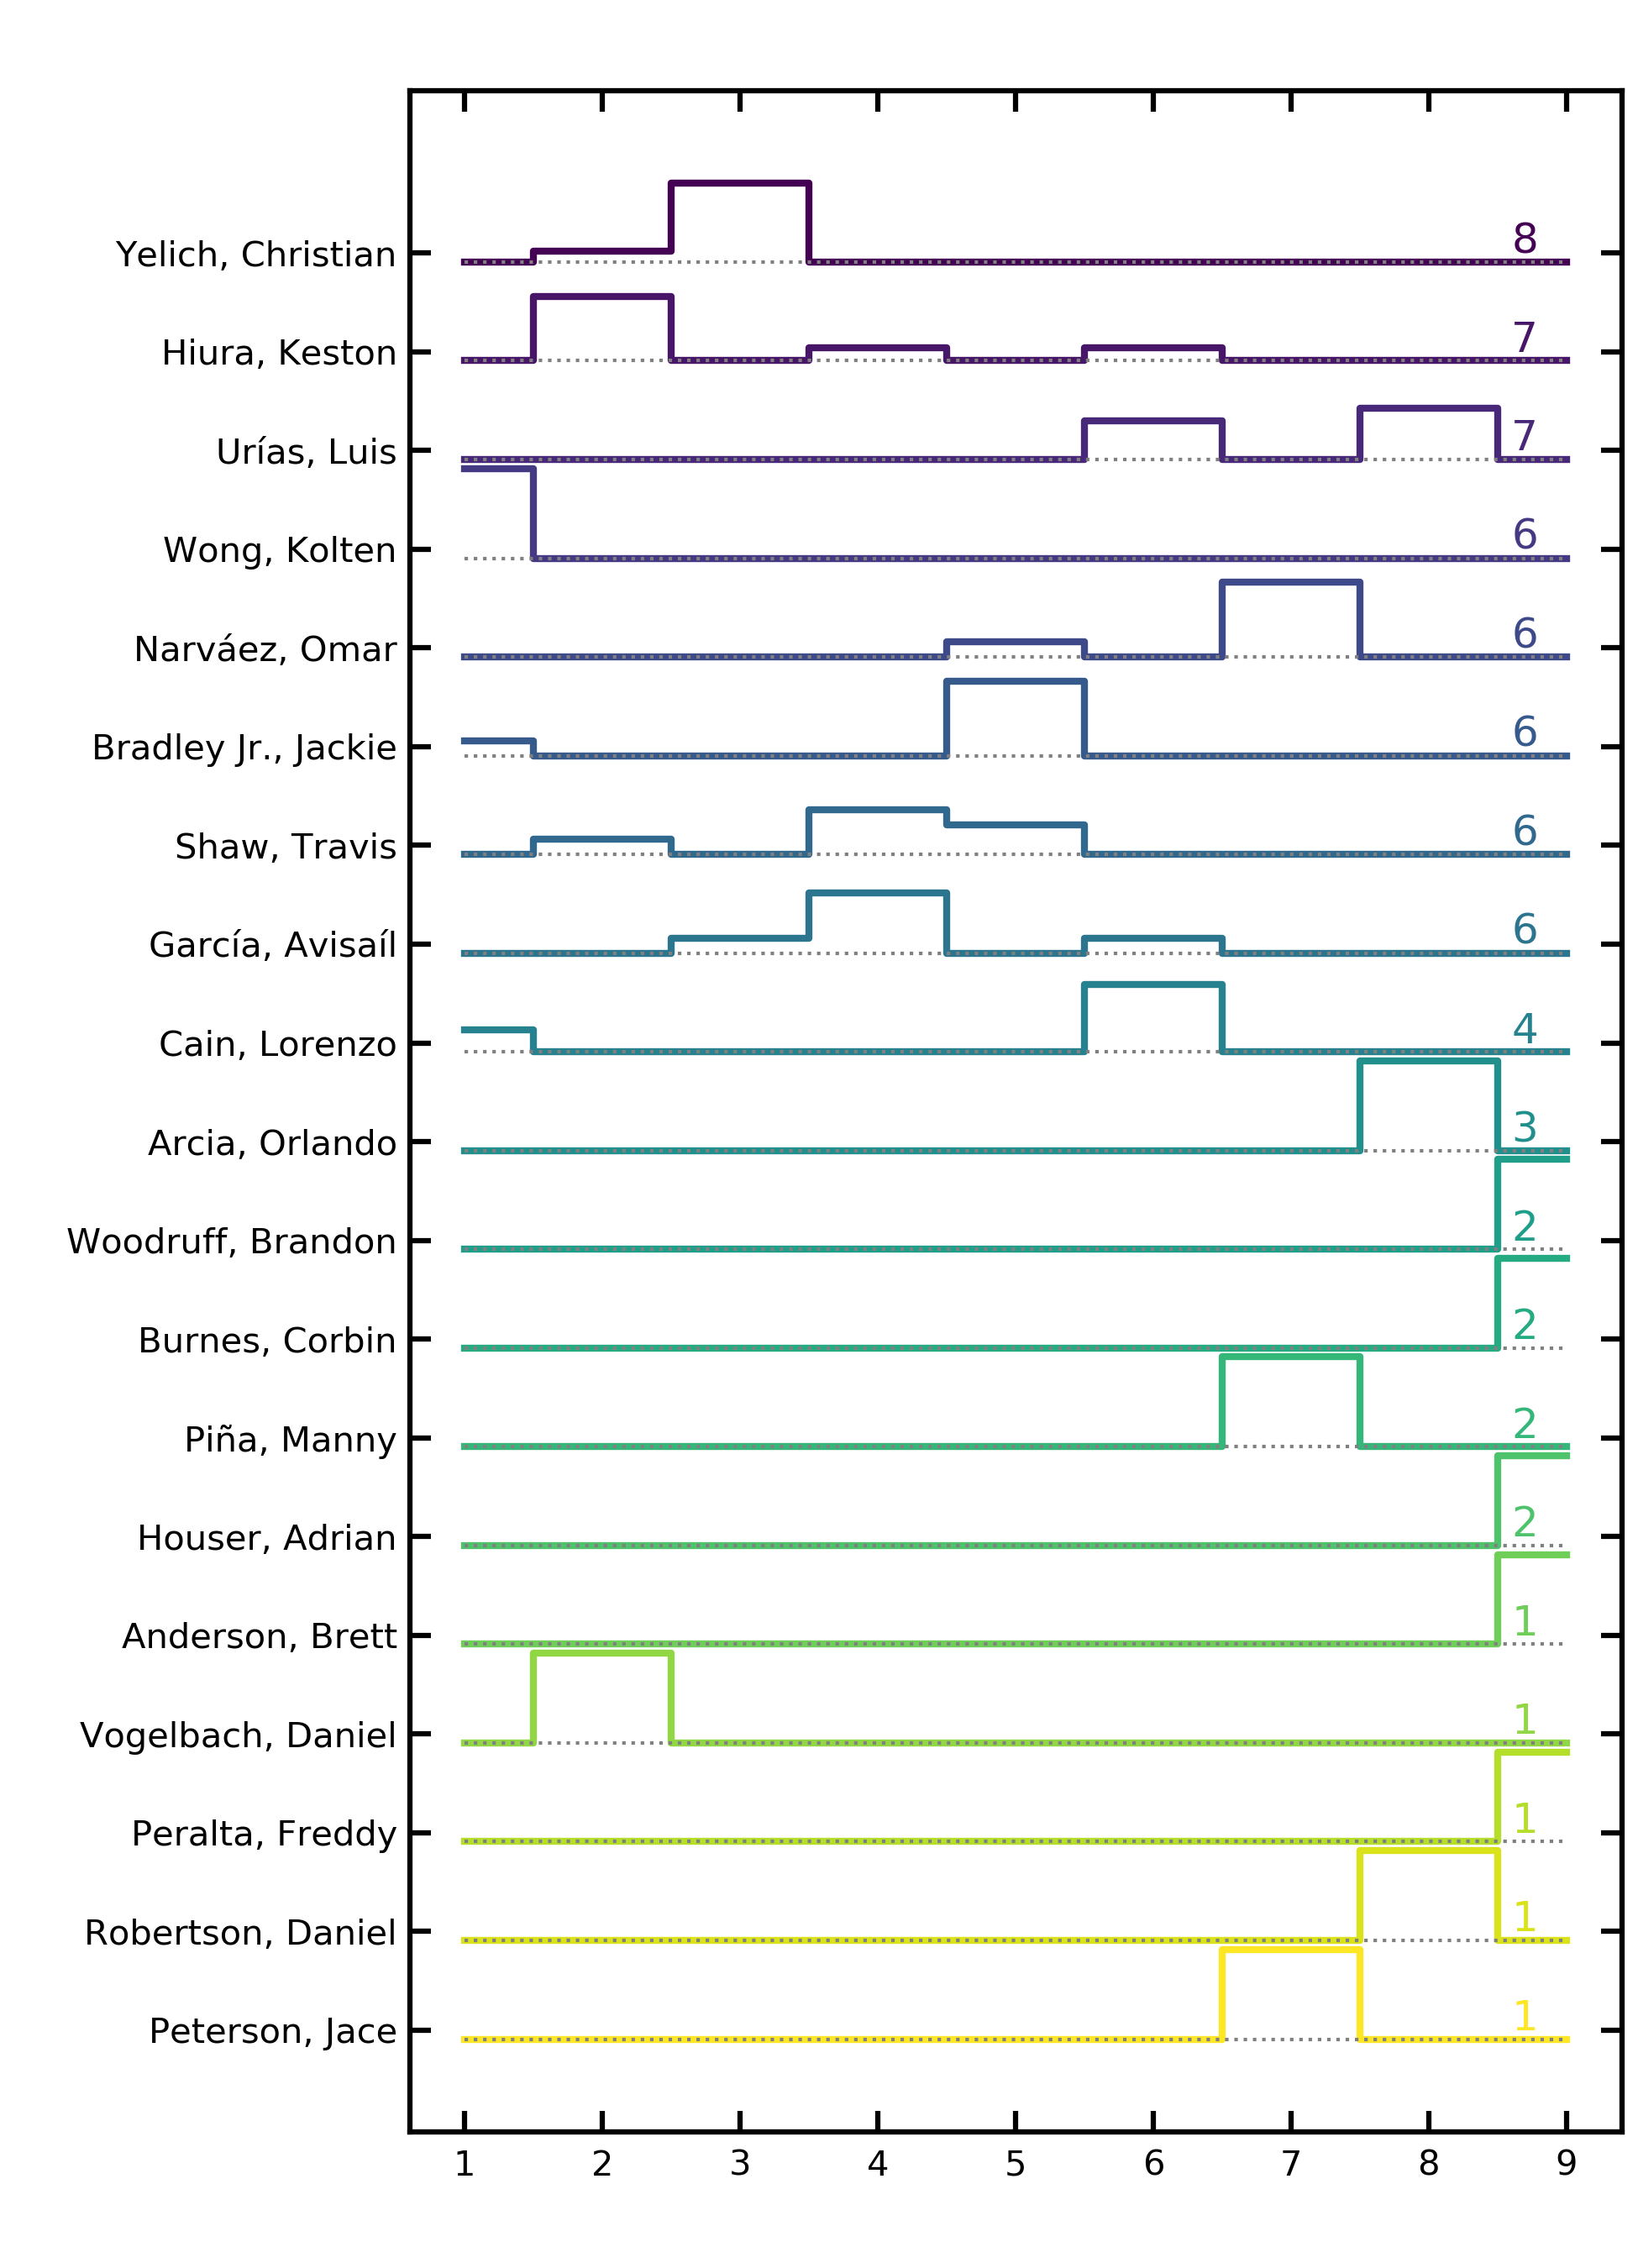 Yelich, Christian 8
Hiura, Keston 7
Urías, Luis 7
Wong, Kolten 6
Narváez, Omar 6
Bradley Jr., Jackie 6
Shaw, Travis 6
García, Avisaíl 6
Cain, Lorenzo 4
Arcia, Orlando 3
Woodruff, Brandon 2
Burnes, Corbin 2
Piña, Manny 2
Houser, Adrian 2
Anderson, Brett 1
Vogelbach, Daniel 1
Peralta, Freddy 1
Robertson, Daniel 1
Peterson, Jace 1
1 2 3 4 5 6 7 8 9